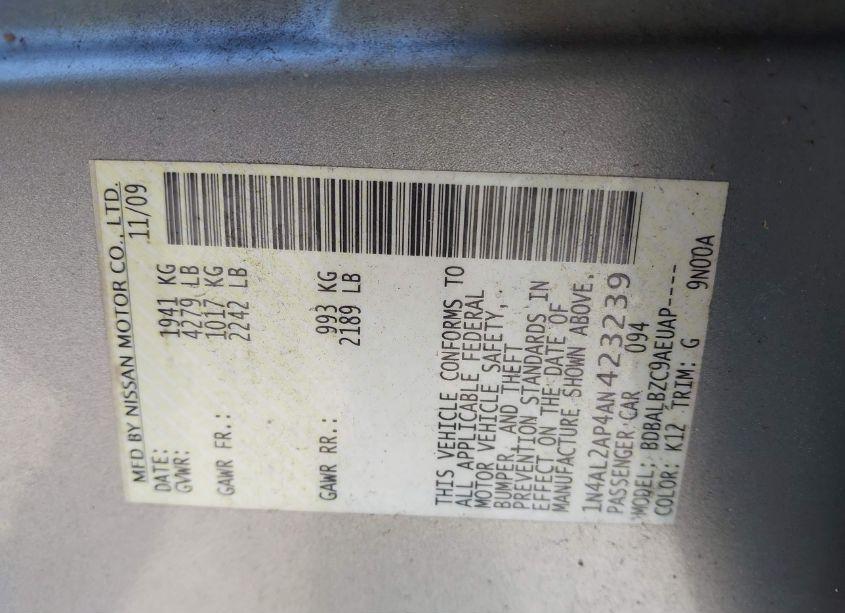 MFD BY NISSAN MOTOR CO., LTD.
DATE: 11/09
GVWR: 1941 KG
4279 LB
GAWR FR.: 1017 KG
2242 LB
GAWR RR.: 993 KG
2189 LB
THIS VEHICLE CONFORMS TO
ALL APPLICABLE FEDERAL
MOTOR VEHICLE SAFETY,
BUMPER, AND THEFT
PREVENTION STANDARDS IN
EFFECT ON THE DATE OF
MANUFACTURE SHOWN ABOVE.
1N4AL2AP4AN423239
PASSENGER CAR 094
MODEL: BDBALBZC9AEUAP----
COLOR: K12 TRIM: G 9N00A